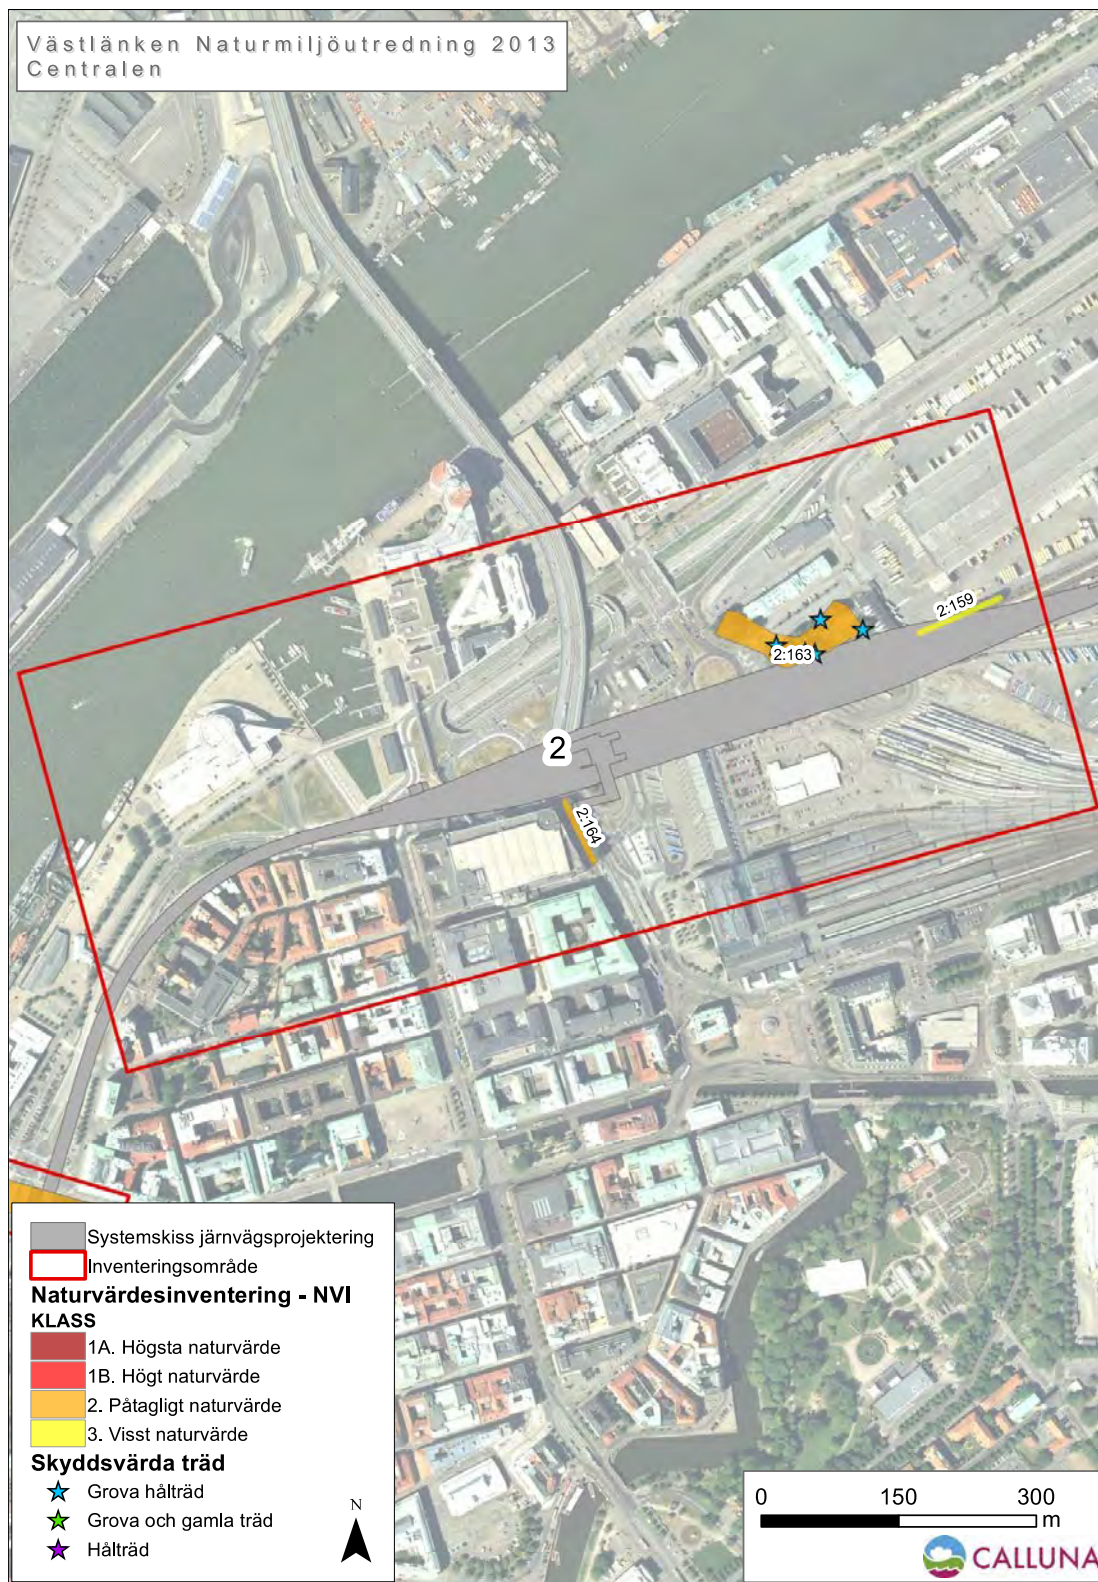 Västlänken Naturmiljöutredning 2013
Centralen
2:159
2:163
2
2:164
Systemskiss järnvägsprojektering
Inventeringsområde
Naturvärdesinventering - NVI
KLASS
1A. Högsta naturvärde
1B. Högt naturvärde
2. Påtagligt naturvärde
3. Visst naturvärde
Skyddsvärda träd
Grova hålträd
Grova och gamla träd
Hålträd
N
0 150 300
m
CALLUNA